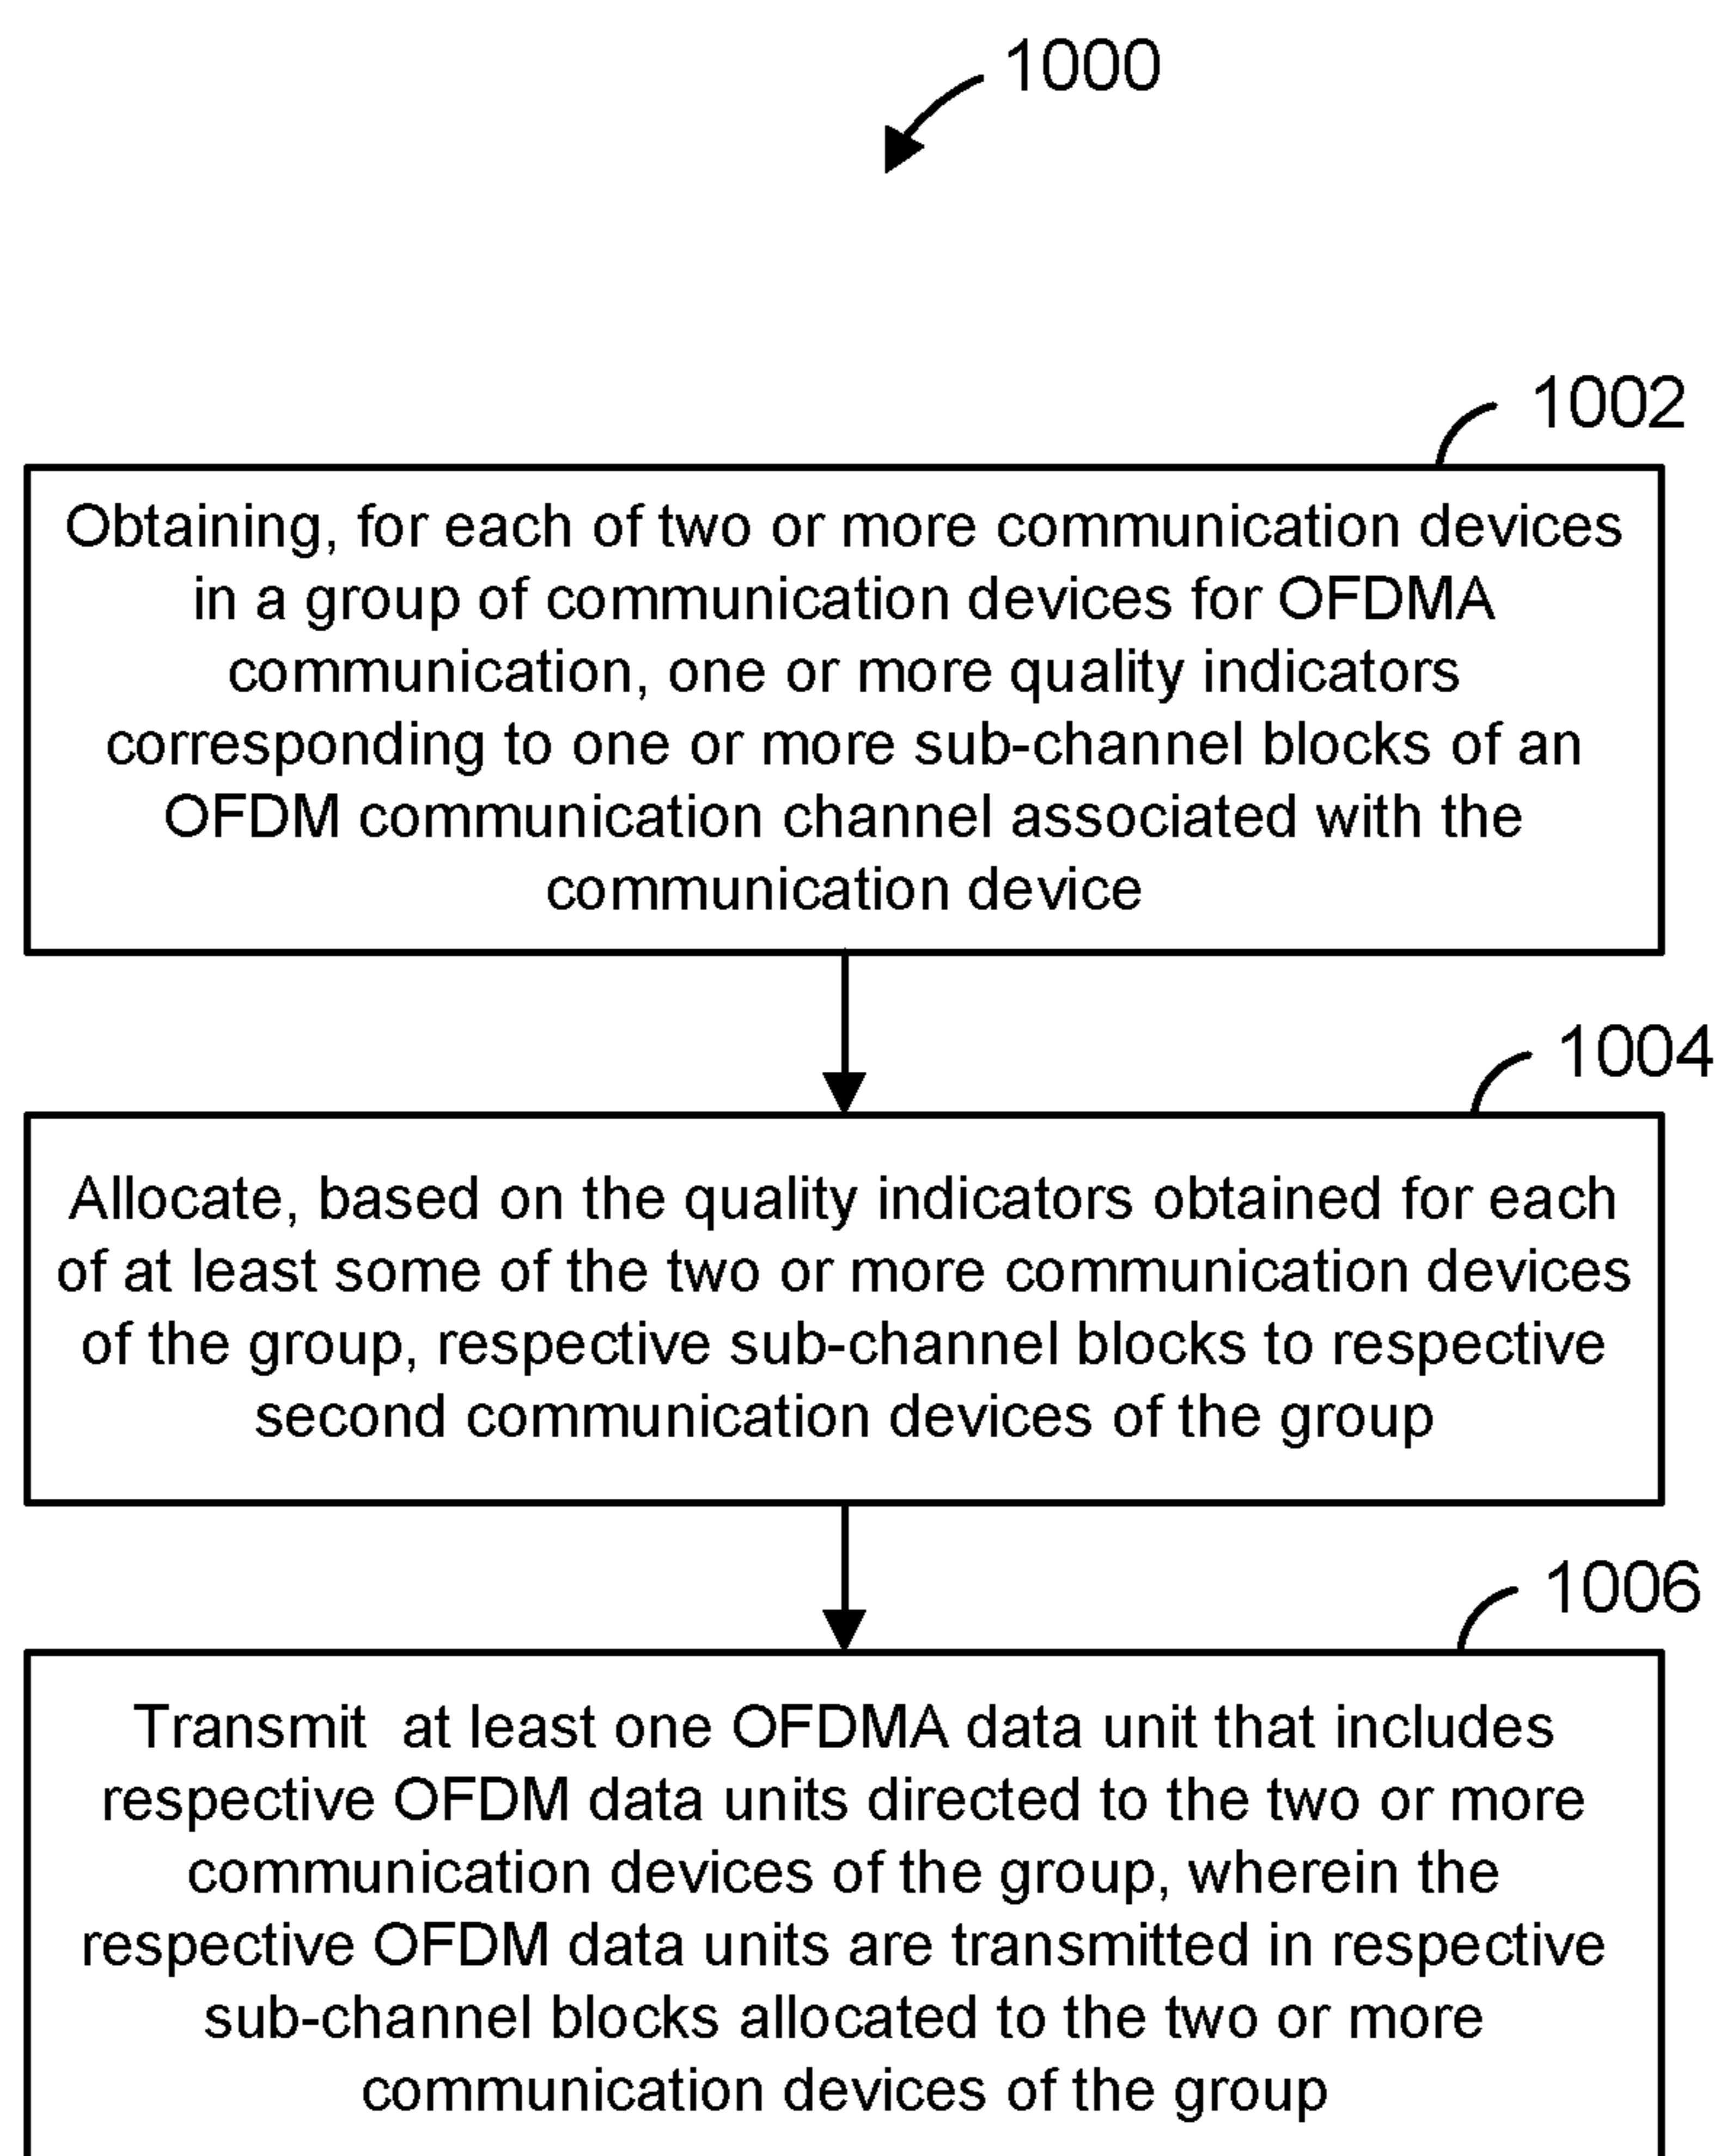 1000
1002
Obtaining, for each of two or more communication devices
in a group of communication devices for OFDMA
communication, one or more quality indicators
corresponding to one or more sub-channel blocks of an
OFDM communication channel associated with the
communication device
1004
Allocate, based on the quality indicators obtained for each
of at least some of the two or more communication devices
of the group, respective sub-channel blocks to respective
second communication devices of the group
1006
Transmit at least one OFDMA data unit that includes
respective OFDM data units directed to the two or more
communication devices of the group, wherein the
respective OFDM data units are transmitted in respective
sub-channel blocks allocated to the two or more
communication devices of the group